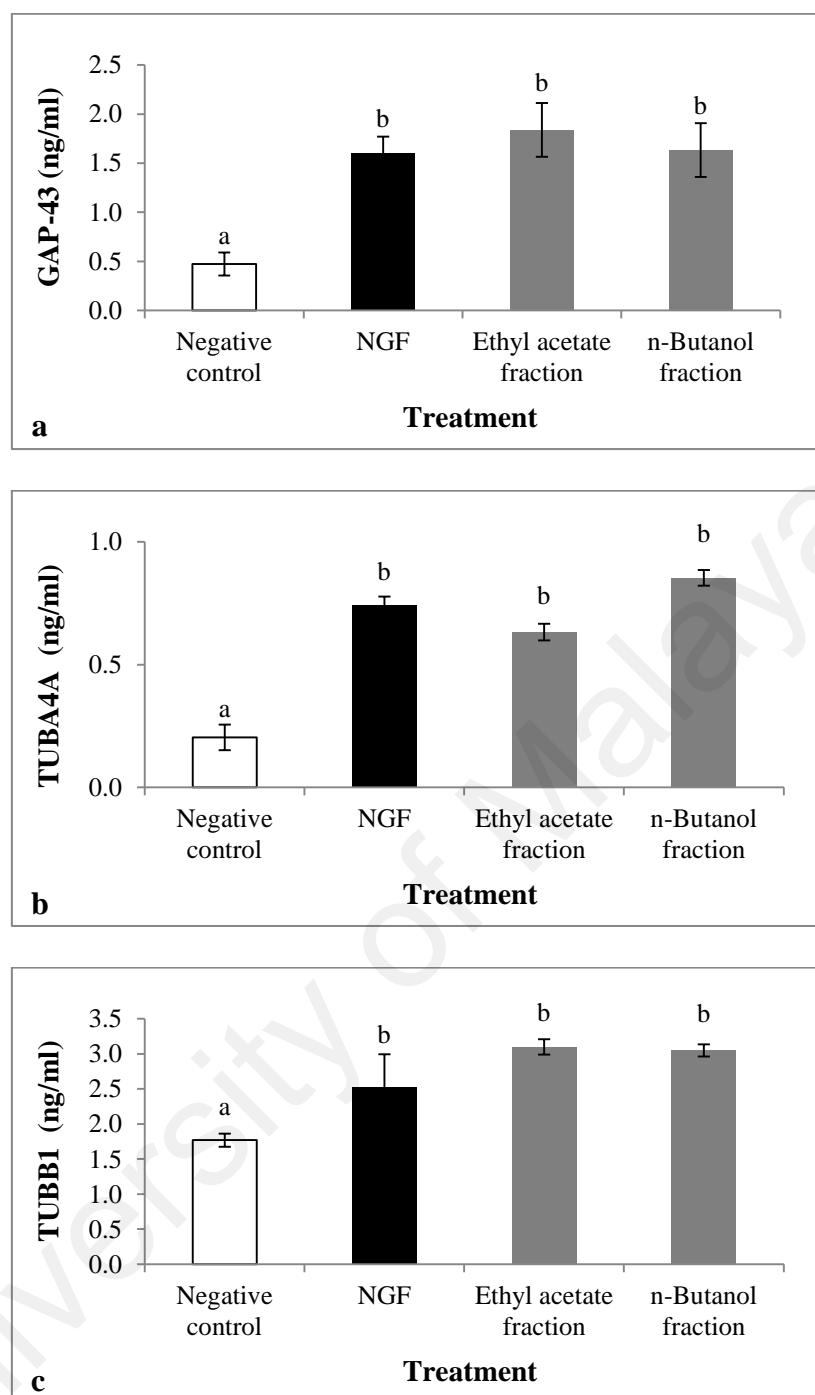 GAP-43 (ng/ml)
2.5
2.0
1.5
1.0
0.5
0.0
a
b
b
b
Negative control
NGF
Ethyl acetate fraction
n-Butanol fraction
Treatment
a
TUBA4A (ng/ml)
1.0
0.5
0.0
a
b
b
b
Negative control
NGF
Ethyl acetate fraction
n-Butanol fraction
Treatment
b
TUBB1 (ng/ml)
3.5
3.0
2.5
2.0
1.5
1.0
0.5
0.0
a
b
b
b
Negative control
NGF
Ethyl acetate fraction
n-Butanol fraction
Treatment
c
iversity of Malaya